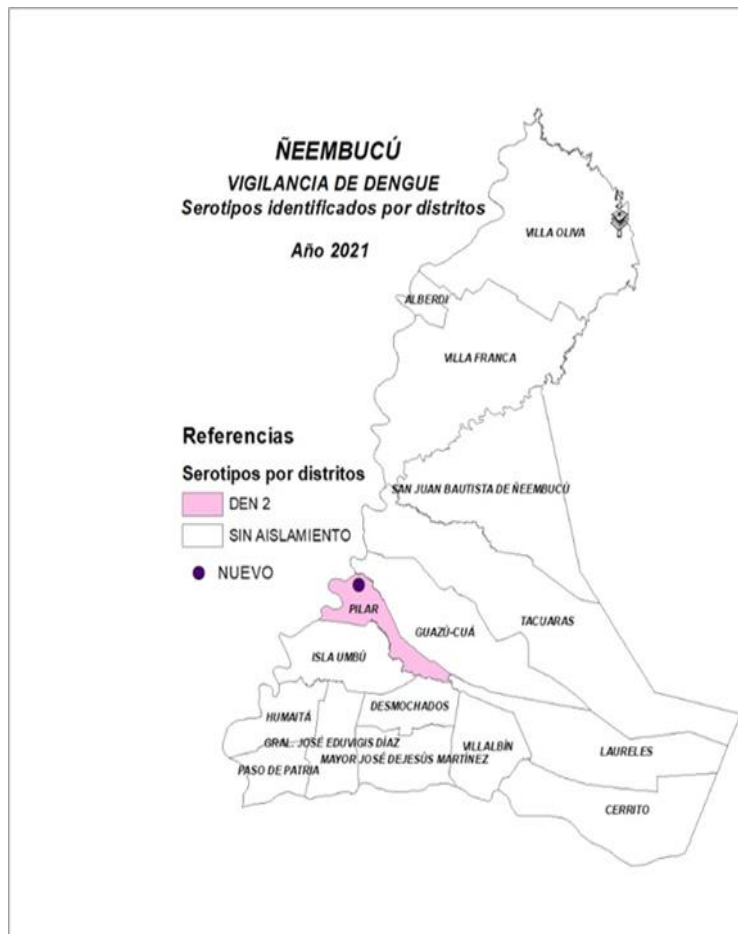 ÑEEMBUCÚ
VIGILANCIA DE DENGUE
Serotipos identificados por distritos
Año 2021
VILLA OLIVA
ALBERDI
VILLA FRANCA
Referencias
Serotipos por distritos
DEN 2
SIN AISLAMIENTO
NUEVO
SAN JUAN BAUTISTA DE ÑEEMBUCÚ
PILAR
GUAZÚ-CUÁ
TACUARAS
ISLA UMBÚ
DESMOCHADOS
HUMAITÁ
GRAL. JOSÉ EDUVIGIS DÍAZ
VILLALBÍN
LAURELES
PASO DE PATRIA
MAYOR JOSÉ DEJESÚS MARTÍNEZ
CERRITO